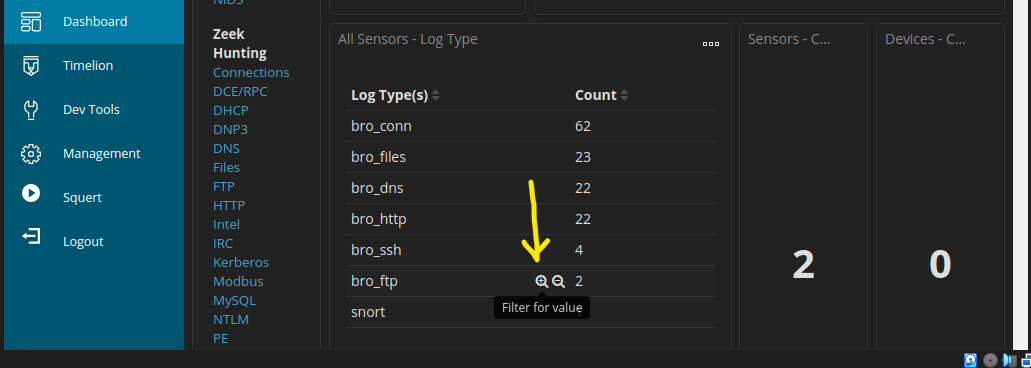 NIDS
Dashboard
Timelion
Dev Tools
Management
Squert
Logout
Zeek
Hunting
Connections
DCE/RPC
DHCP
DNP3
DNS
Files
FTP
HTTP
Intel
IRC
Kerberos
Modbus
MySQL
NTLM
PE
All Sensors - Log Type
Log Type(s) Count
bro_conn 62
bro_files 23
bro_dns 22
bro_http 22
bro_ssh 4
bro_ftp 2
Filter for value
snort
Sensors - C...
2
Devices - C...
0